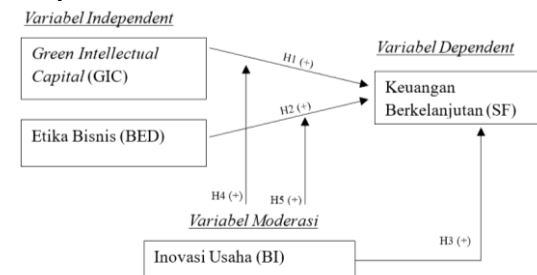 Variabel Independent
Green Intellectual
Capital (GIC)
H1 (+)
Variabel Dependent
Keuangan
Berkelanjutan (SF)
H2 (+)
Etika Bisnis (BED)
H4 (+)
H5 (+)
Variabel Moderasi
H3 (+)
Inovasi Usaha (BI)